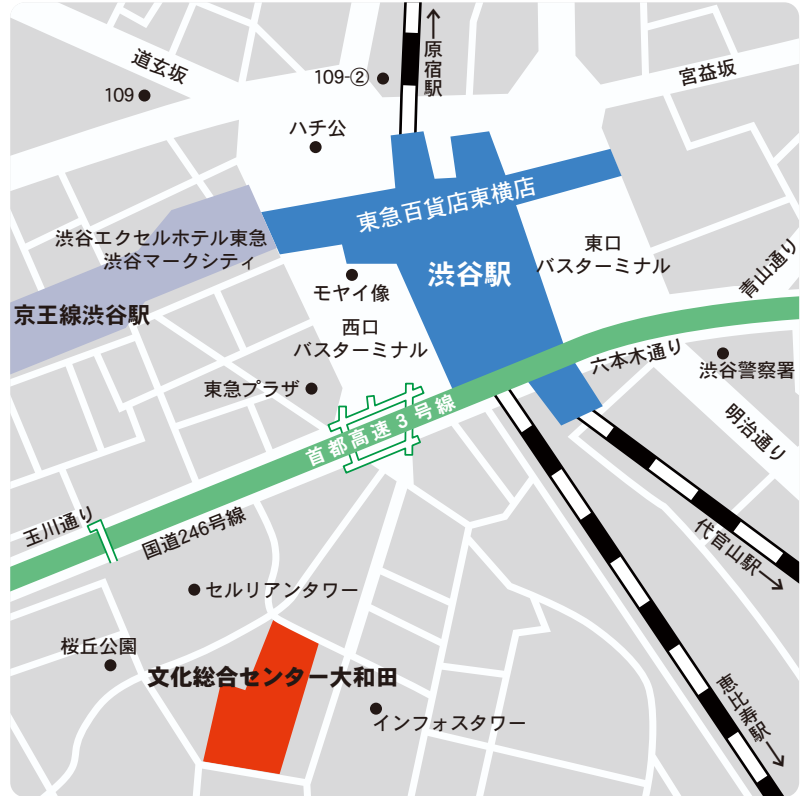 道玄坂
109
109-②
原宿駅
宮益坂
ハチ公
東急百貨店東横店
渋谷エクセルホテル東急
渋谷マークシティ
京王線渋谷駅
モヤイ像
渋谷駅
東口
バスターミナル
青山通り
西口
バスターミナル
六本木通り
渋谷警察署
東急プラザ
明治通り
首都高速3号線
玉川通り
国道246号線
代官山駅
セルリアンタワー
桜丘公園
文化総合センター大和田
インフォスタワー
恵比寿駅